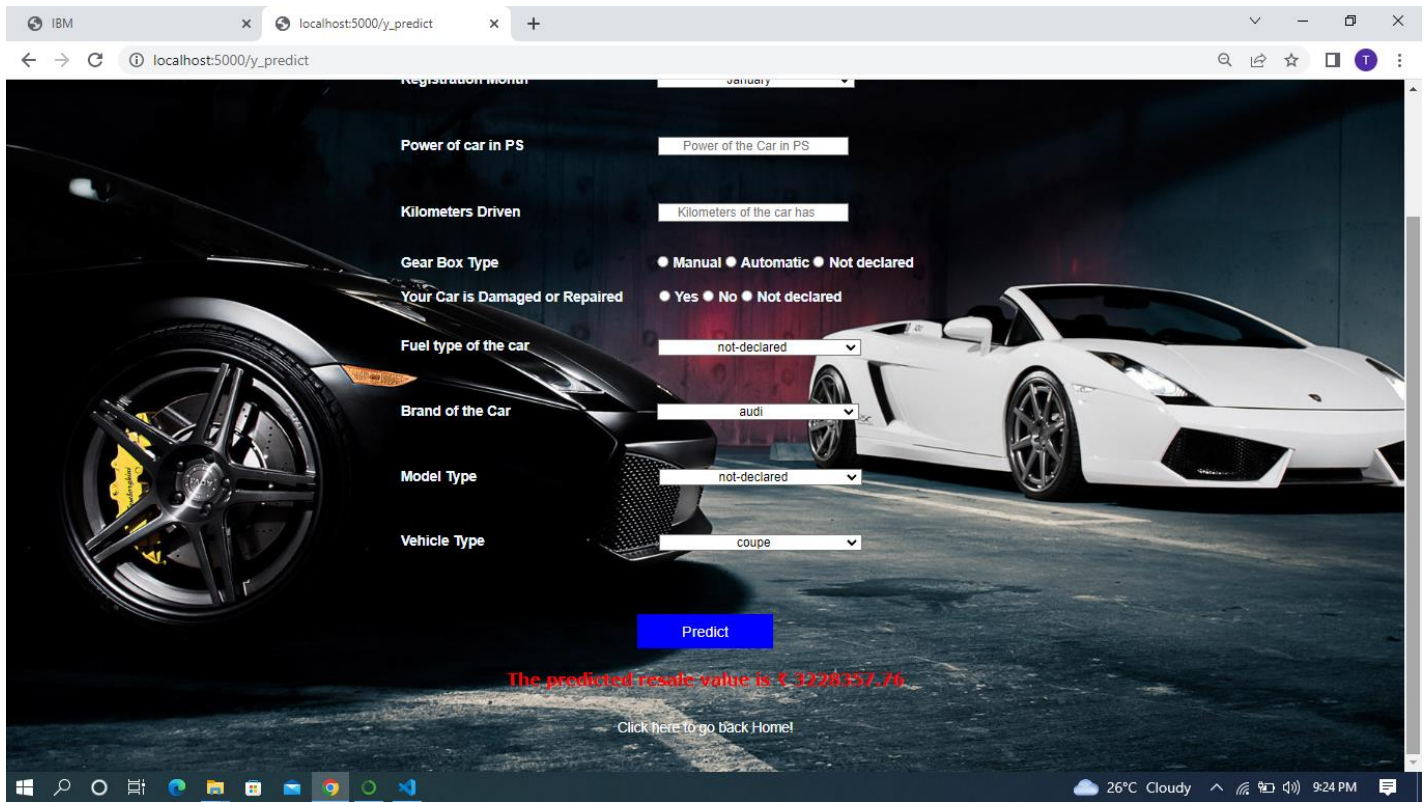 IBM
localhost:5000/y_predict
localhost:5000/y_predict
T
Registration Month January
Power of car in PS Power of the Car in PS
Kilometers Driven Kilometers of the car has
Gear Box Type Manual Automatic Not declared
Your Car is Damaged or Repaired Yes No Not declared
Fuel type of the car not-declared
Brand of the Car audi
Model Type not-declared
Vehicle Type coupe
Predict
The predicted resale value is ₹ 3228357.76
Click here to go back Home!
26°C Cloudy 9:24 PM